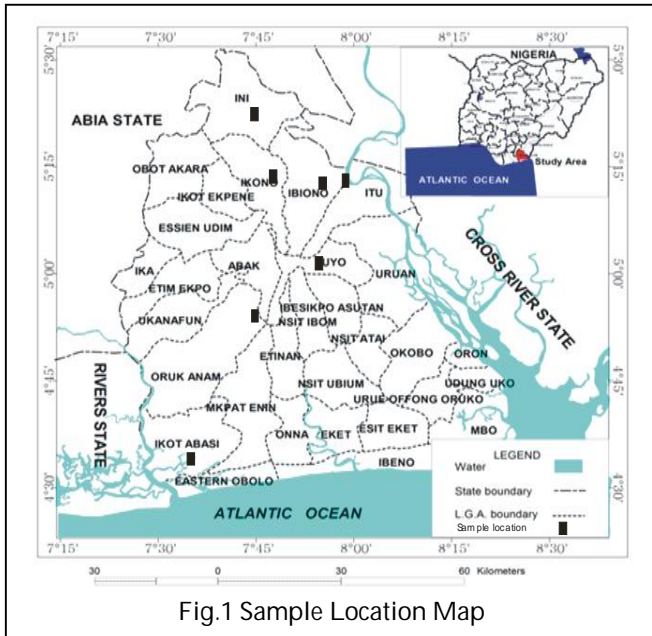 7°15' 7°30' 7°45' 8°00' 8°15' 8°30'
5°30'
5°30'
NIGERIA
Study Area
ATLANTIC OCEAN
INI
ABIA STATE
5°15'
5°15'
OBOT AKARA
IKONO
IBIONO
ITU
IKOT EKPENE
ESSIEN UDIM
CROSS RIVER STATE
UYO
IKA
ABAK
URUAN
5°00'
5°00'
ETIM EKPO
UKANAFUN
IBESIKPO ASUTAN
NSIT IBOM
NSIT ATAI
ETINAN
OKOBO
ORON
ORUK ANAM
NSIT UBIUM
UDUNG UKO
4°45'
4°45'
RIVERS STATE
MKPAT ENIN
URUE-OFFONG ORUKO
MBO
IKOT ABASI
ONNA
EKET
ESIT EKET
IBENO
EASTERN OBOLO
4°30'
4°30'
ATLANTIC OCEAN
LEGEND
Water
State boundary
L.G.A. boundary
Sample location
7°15' 7°30' 7°45' 8°00' 8°15' 8°30'
30 0 30 60 Kilometers
Fig.1 Sample Location Map